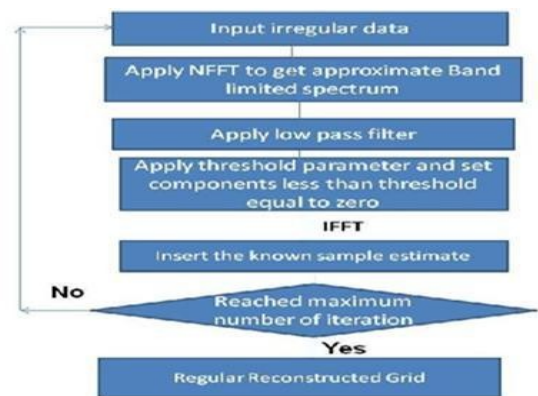 Input irregular data
Apply NFFT to get approximate Band
limited spectrum
Apply low pass filter
Apply threshold parameter and set
components less than threshold
equal to zero
IFFT
Insert the known sample estimate
No
Reached maximum
number of iteration
Yes
Regular Reconstructed Grid